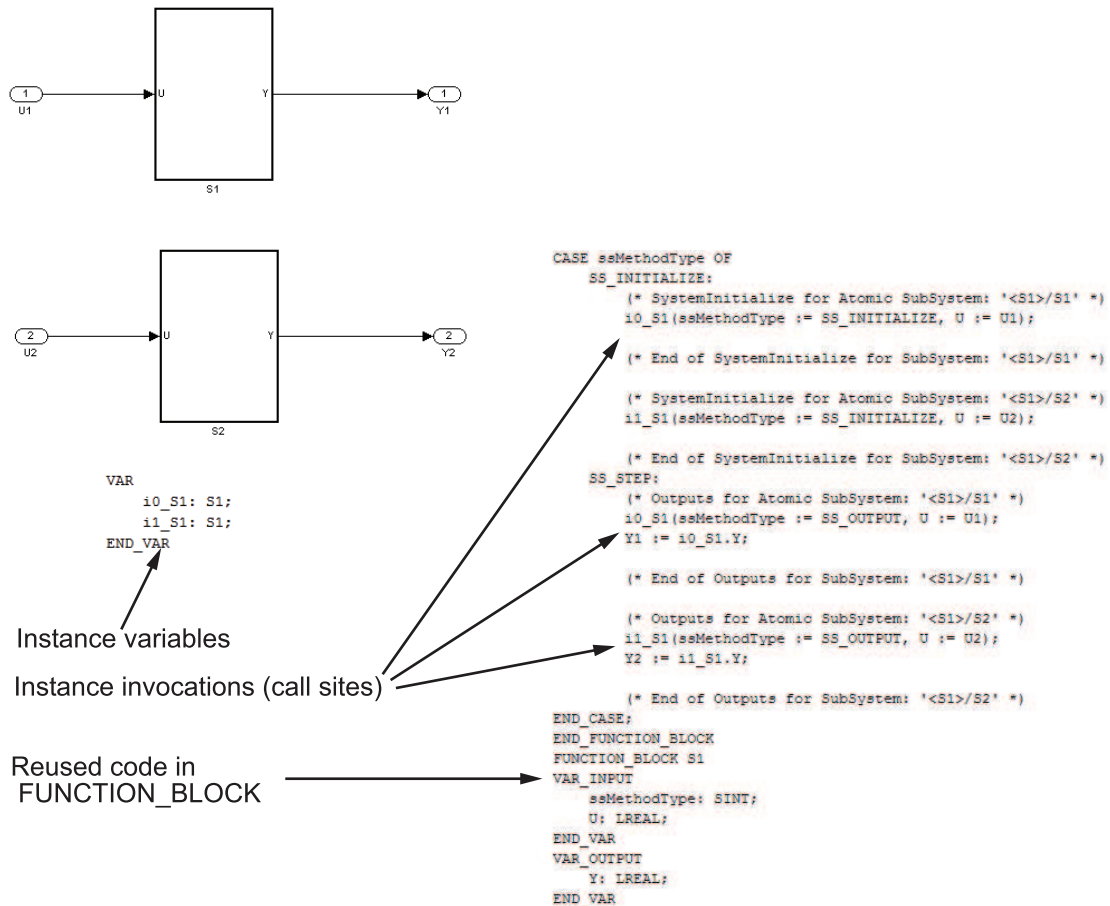 1
U1
U
Y
1
Y1
S1
2
U2
U
Y
2
Y2
S2
VAR
i0_S1: S1;
i1_S1: S1;
END_VAR
Instance variables
Instance invocations (call sites)
Reused code in
FUNCTION_BLOCK
CASE ssMethodType OF
SS_INITIALIZE:
(* SystemInitialize for Atomic SubSystem: '<S1>/S1' *)
i0_S1(ssMethodType := SS_INITIALIZE, U := U1);
(* End of SystemInitialize for SubSystem: '<S1>/S1' *)
(* SystemInitialize for Atomic SubSystem: '<S1>/S2' *)
i1_S1(ssMethodType := SS_INITIALIZE, U := U2);
(* End of SystemInitialize for SubSystem: '<S1>/S2' *)
SS_STEP:
(* Outputs for Atomic SubSystem: '<S1>/S1' *)
i0_S1(ssMethodType := SS_OUTPUT, U := U1);
Y1 := i0_S1.Y;
(* End of Outputs for SubSystem: '<S1>/S1' *)
(* Outputs for Atomic SubSystem: '<S1>/S2' *)
i1_S1(ssMethodType := SS_OUTPUT, U := U2);
Y2 := i1_S1.Y;
(* End of Outputs for SubSystem: '<S1>/S2' *)
END_CASE;
END_FUNCTION_BLOCK
FUNCTION_BLOCK S1
VAR_INPUT
ssMethodType: SINT;
U: LREAL;
END_VAR
VAR_OUTPUT
Y: LREAL;
END_VAR